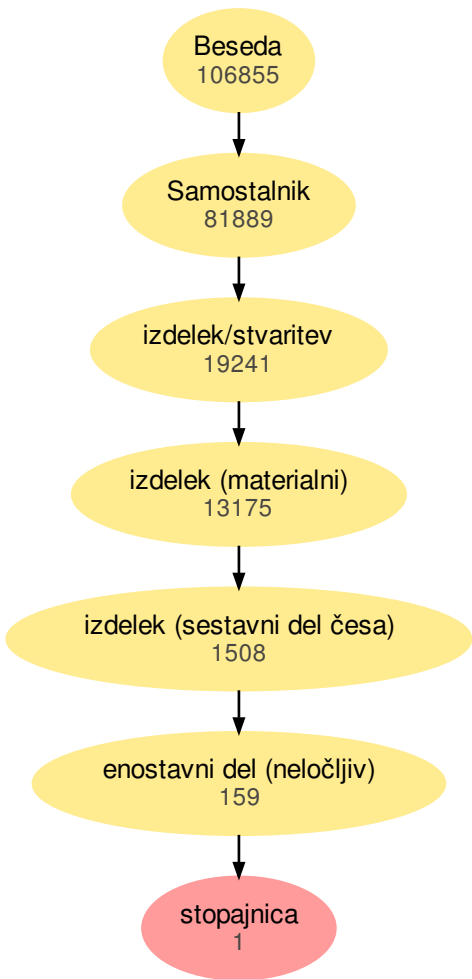 Beseda
106855
Samostalnik
81889
izdelek/stvaritev
19241
izdelek (materialni)
13175
izdelek (sestavni del česa)
1508
enostavni del (neločljiv)
159
stopajnica
1